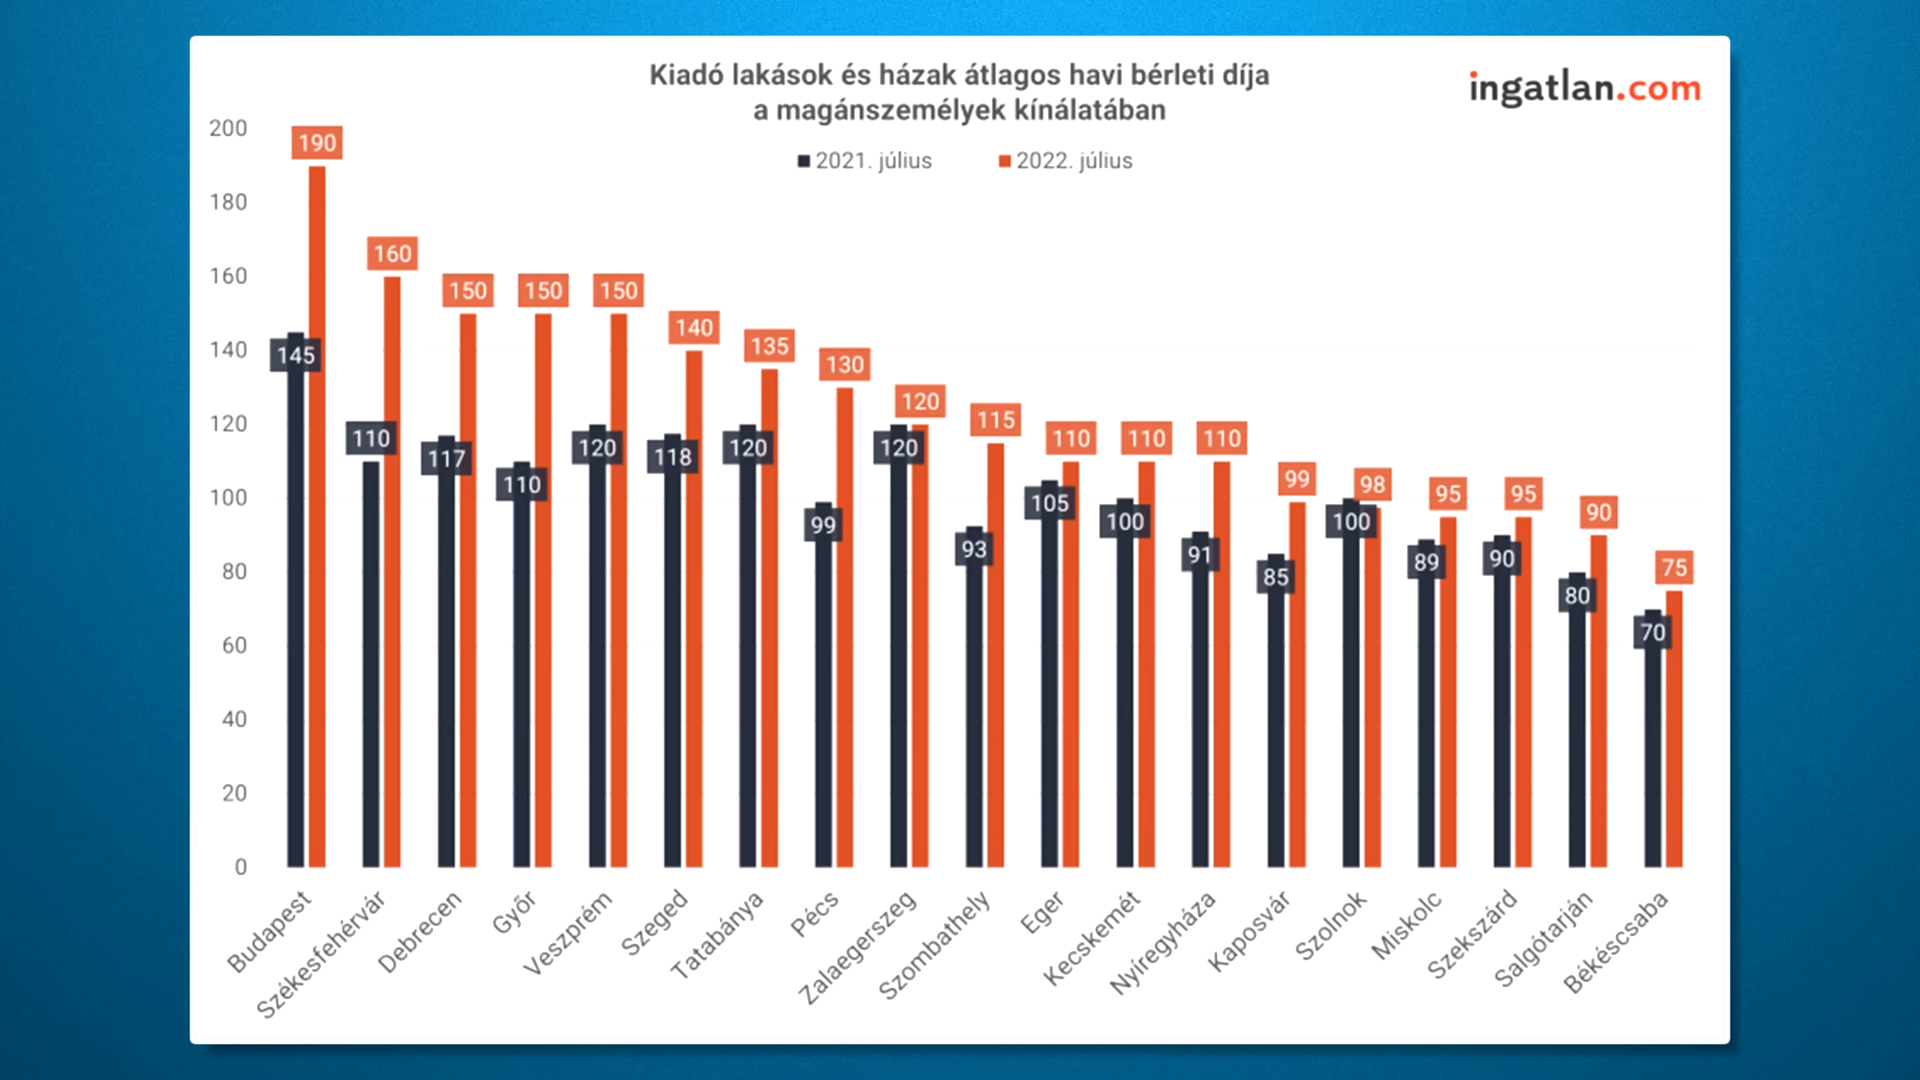 Kiadó lakások és házak átlagos havi bérleti díja
a magánszemélyek kínálatában
ingatlan.com
2021. július 2022. július
200
180
160
140
120
100
80
60
40
20
0
190
145
160
110
150
117
150
110
150
120
140
118
135
120
130
99
120
120
115
93
110
105
110
100
110
91
99
85
98
100
95
89
95
90
90
80
75
70
Budapest
Székesfehérvár
Debrecen
Győr
Veszprém
Szeged
Tatabánya
Pécs
Zalaegerszeg
Szombathely
Eger
Kecskemét
Nyíregyháza
Kaposvár
Szolnok
Miskolc
Szekszárd
Salgótarján
Békéscsaba